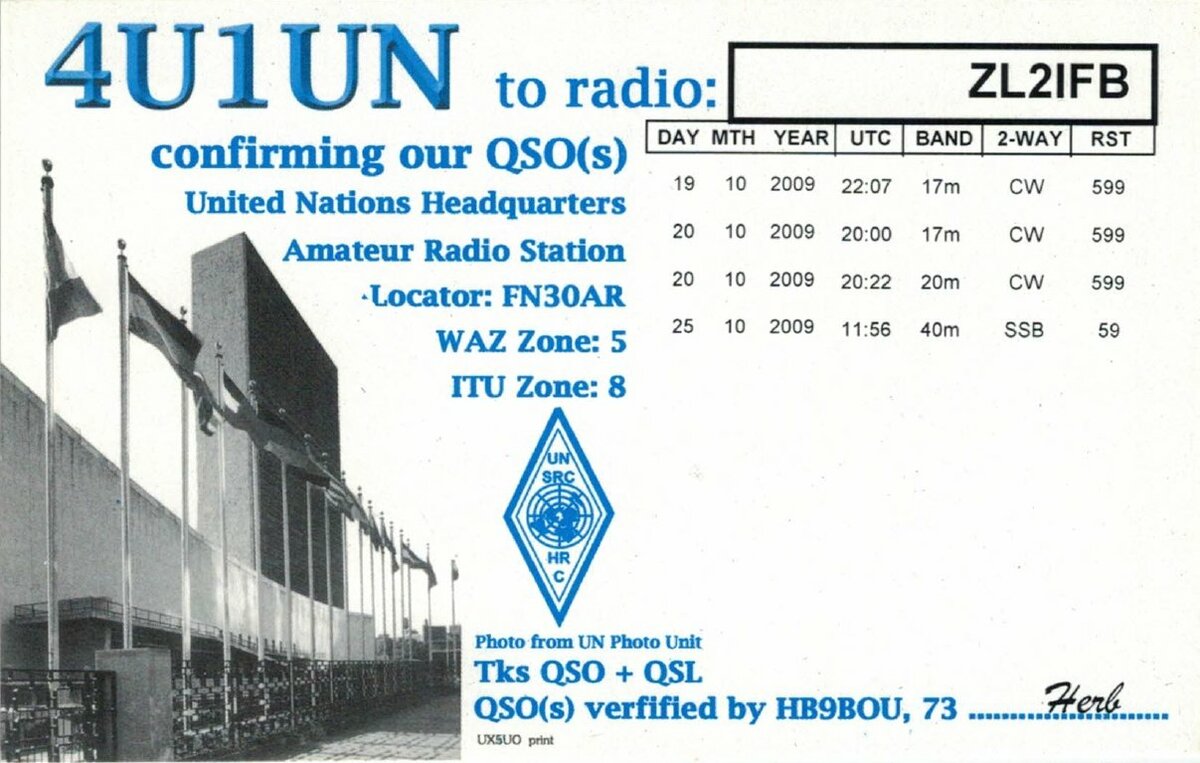 4U1UN to radio: ZL2IFB
confirming our QSO(s)
United Nations Headquarters
Amateur Radio Station
Locator: FN30AR
WAZ Zone: 5
ITU Zone: 8
DAY MTH YEAR UTC BAND 2-WAY RST
19 10 2009 22:07 17m CW 599
20 10 2009 20:00 17m CW 599
20 10 2009 20:22 20m CW 599
25 10 2009 11:56 40m SSB 59
UN
SRC
HR
C
Photo from UN Photo Unit
Tks QSO + QSL
QSO(s) verfified by HB9BOU, 73 Herb
UX5UO print